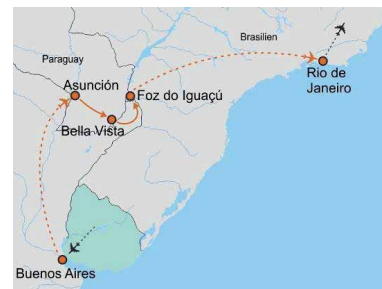 Brasilien
Paraguay
Asunción
Foz do Iguaçú
Bella Vista
Rio de
Janeiro
Buenos Aires